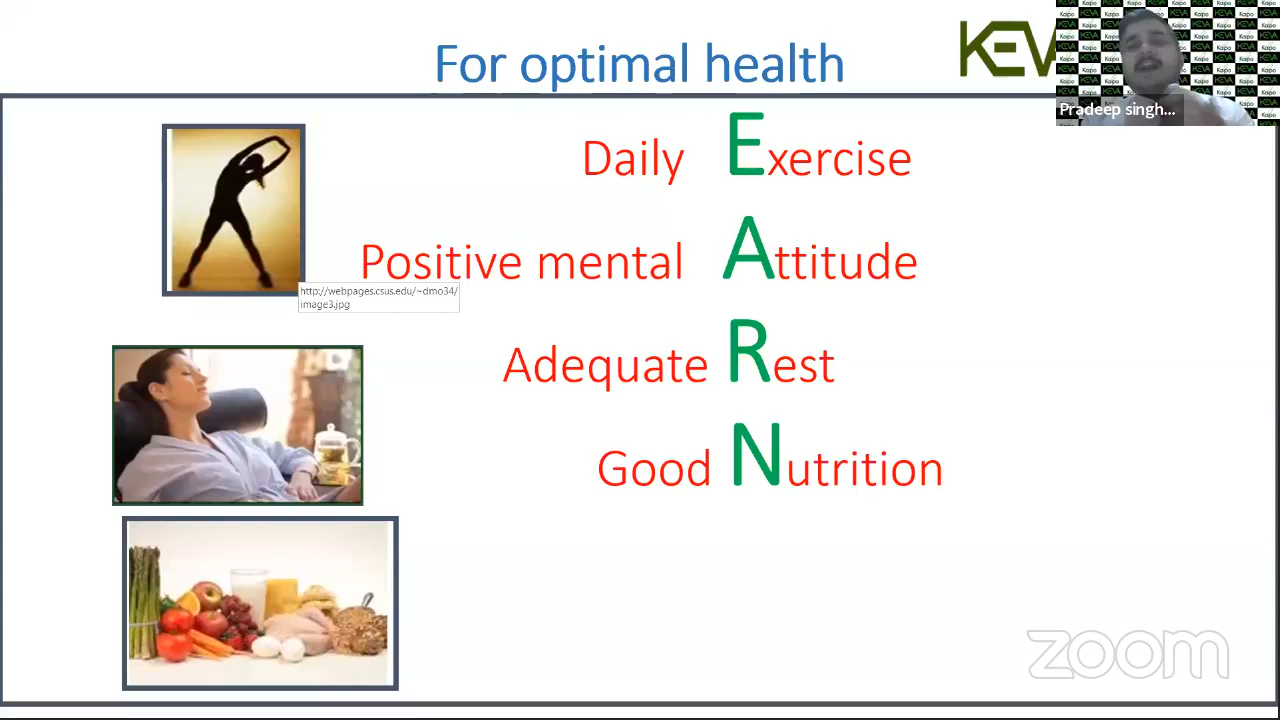 For optimal health
KEV
Pradeep singh...
Daily Exercise
Positive mental Attitude
http://webpages.csus.edu/~dmo34/
image3.jpg
Adequate Rest
Good Nutrition
zoom